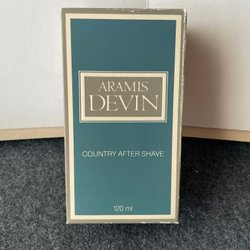 ARAMIS
DEVIN
COUNTRY AFTER SHAVE
120 ml